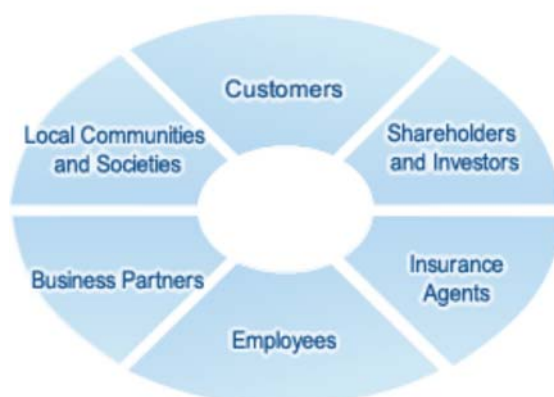 Customers
Shareholders
and Investors
Insurance
Agents
Employees
Business Partners
Local Communities
and Societies